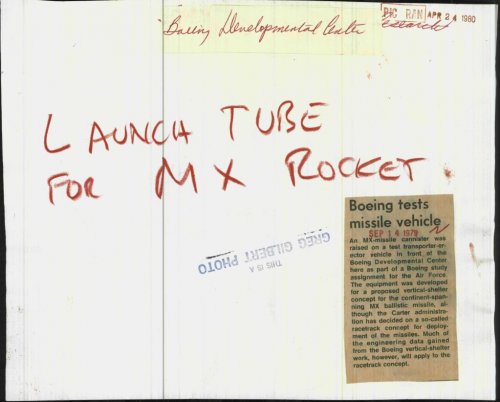 Boeing Developmental Center
PIC RAN APR 24 1980
Research
LAUNCH TUBE
FOR MX ROCKET
Boeing tests
missile vehicle
SEP 14 1979
An MX-missile cannister was
raised on a test transporter-er-
ector vehicle in front of the
Boeing Developmental Center
here as part of a Boeing study
assignment for the Air Force.
The equipment was developed
for a proposed vertical-shelter
concept for the continent-span-
ning MX ballistic missile, al-
though the Carter administra-
tion has decided on a so-called
racetrack concept for deploy-
ment of the missiles. Much of
the engineering data gained
from the Boeing vertical-shelter
work, however, will apply to the
racetrack concept.
THIS IS A
GREG GILBERT PHOTO